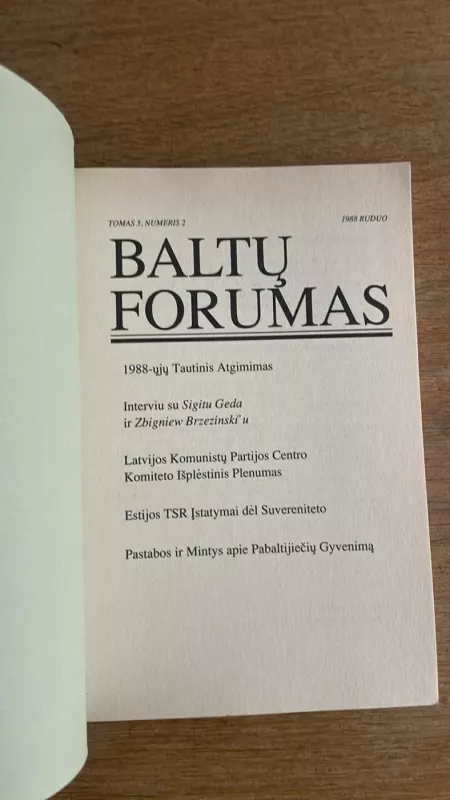 TOMAS 5, NUMERIS 2 1988 RUDUO
BALTŲ
FORUMAS
1988-ųjų Tautinis Atgimimas
Interviu su Sigitu Geda
ir Zbigniew Brzezinski'u
Latvijos Komunistų Partijos Centro
Komiteto Išplėstinis Plenumas
Estijos TSR Įstatymai dėl Suvereniteto
Pastabos ir Mintys apie Pabaltijiečių Gyvenimą